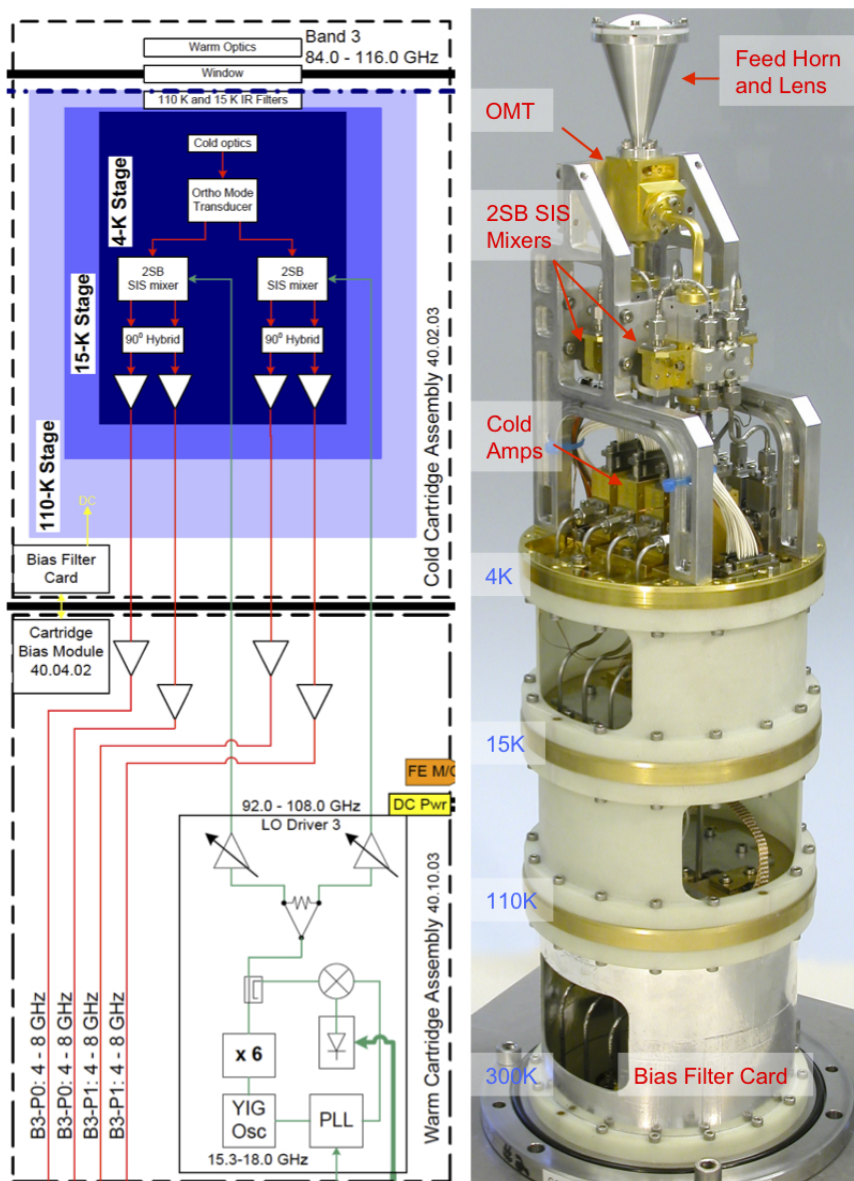 Band 3
84.0 - 116.0 GHz
Warm Optics
Window
110 K and 15 K IR Filters
Cold optics
Ortho Mode
Transducer
4-K Stage
2SB
SIS mixer
2SB
SIS mixer
15-K Stage
90⁰ Hybrid
90⁰ Hybrid
110-K Stage
DC
Cold Cartridge Assembly 40.02.03
Bias Filter
Card
Cartridge
Bias Module
40.04.02
FE M/C
DC Pwr
92.0 - 108.0 GHz
LO Driver 3
x 6
YIG
Osc
PLL
15.3-18.0 GHz
B3-P0: 4 - 8 GHz
B3-P0: 4 - 8 GHz
B3-P1: 4 - 8 GHz
B3-P1: 4 - 8 GHz
Warm Cartridge Assembly 40.10.03
Feed Horn
and Lens
OMT
2SB SIS
Mixers
Cold
Amps
4K
15K
110K
300K
Bias Filter Card